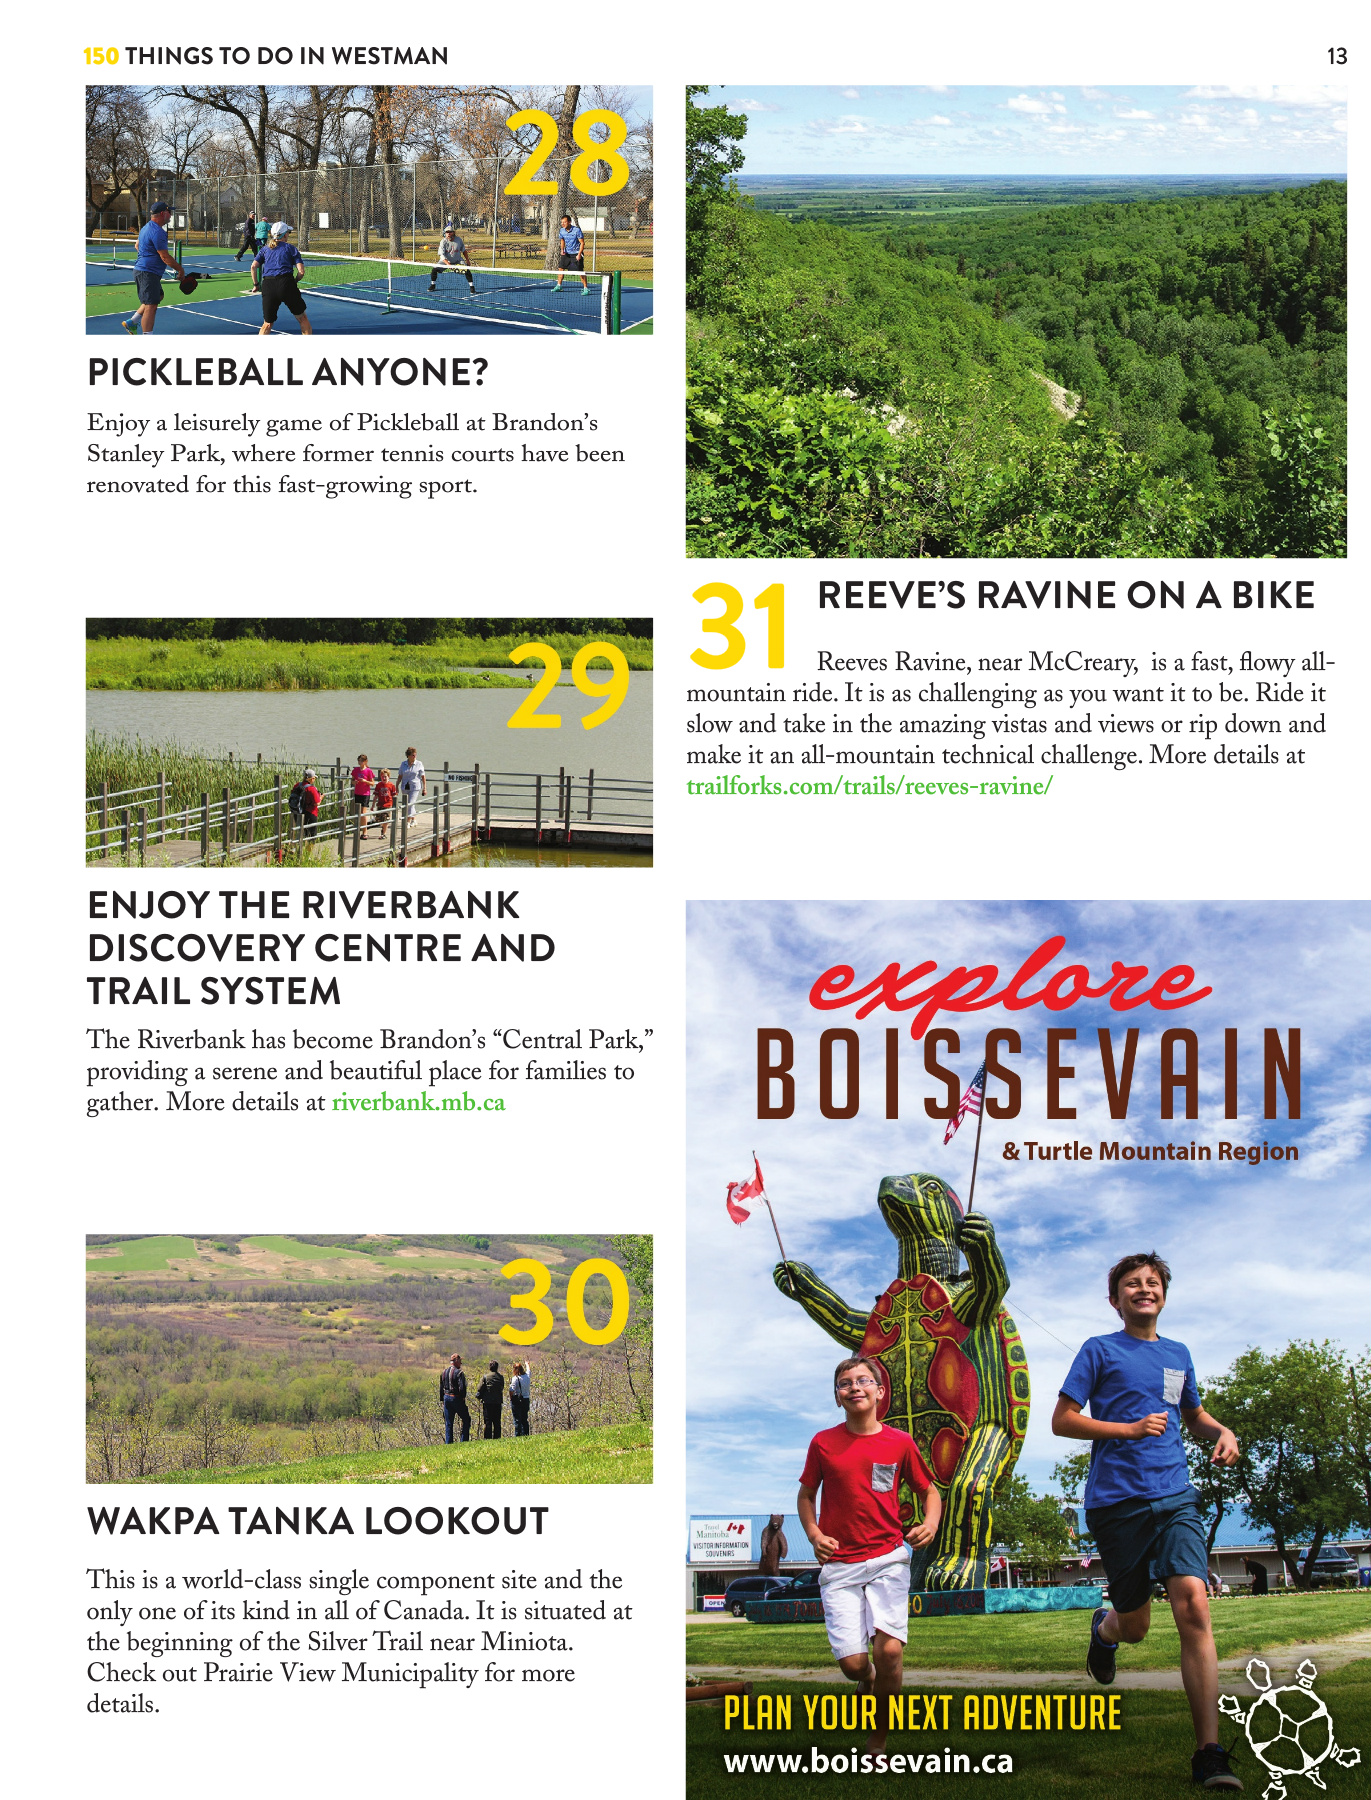 150 THINGS TO DO IN WESTMAN
13
28
PICKLEBALL ANYONE?
Enjoy a leisurely game of Pickleball at Brandon’s
Stanley Park, where former tennis courts have been
renovated for this fast-growing sport.
29
NO FISHING
ENJOY THE RIVERBANK
DISCOVERY CENTRE AND
TRAIL SYSTEM
The Riverbank has become Brandon’s “Central Park,”
providing a serene and beautiful place for families to
gather. More details at riverbank.mb.ca
30
WAKPA TANKA LOOKOUT
This is a world-class single component site and the
only one of its kind in all of Canada. It is situated at
the beginning of the Silver Trail near Miniota.
Check out Prairie View Municipality for more
details.
31
REEVE’S RAVINE ON A BIKE
Reeves Ravine, near McCreary, is a fast, flowy all-
mountain ride. It is as challenging as you want it to be. Ride it
slow and take in the amazing vistas and views or rip down and
make it an all-mountain technical challenge. More details at
trailforks.com/trails/reeves-ravine/
explore
BOISSEVAIN
& Turtle Mountain Region
Travel
Manitoba
VISITOR INFORMATION
SOUVENIRS
OPEN
PLAN YOUR NEXT ADVENTURE
www.boissevain.ca